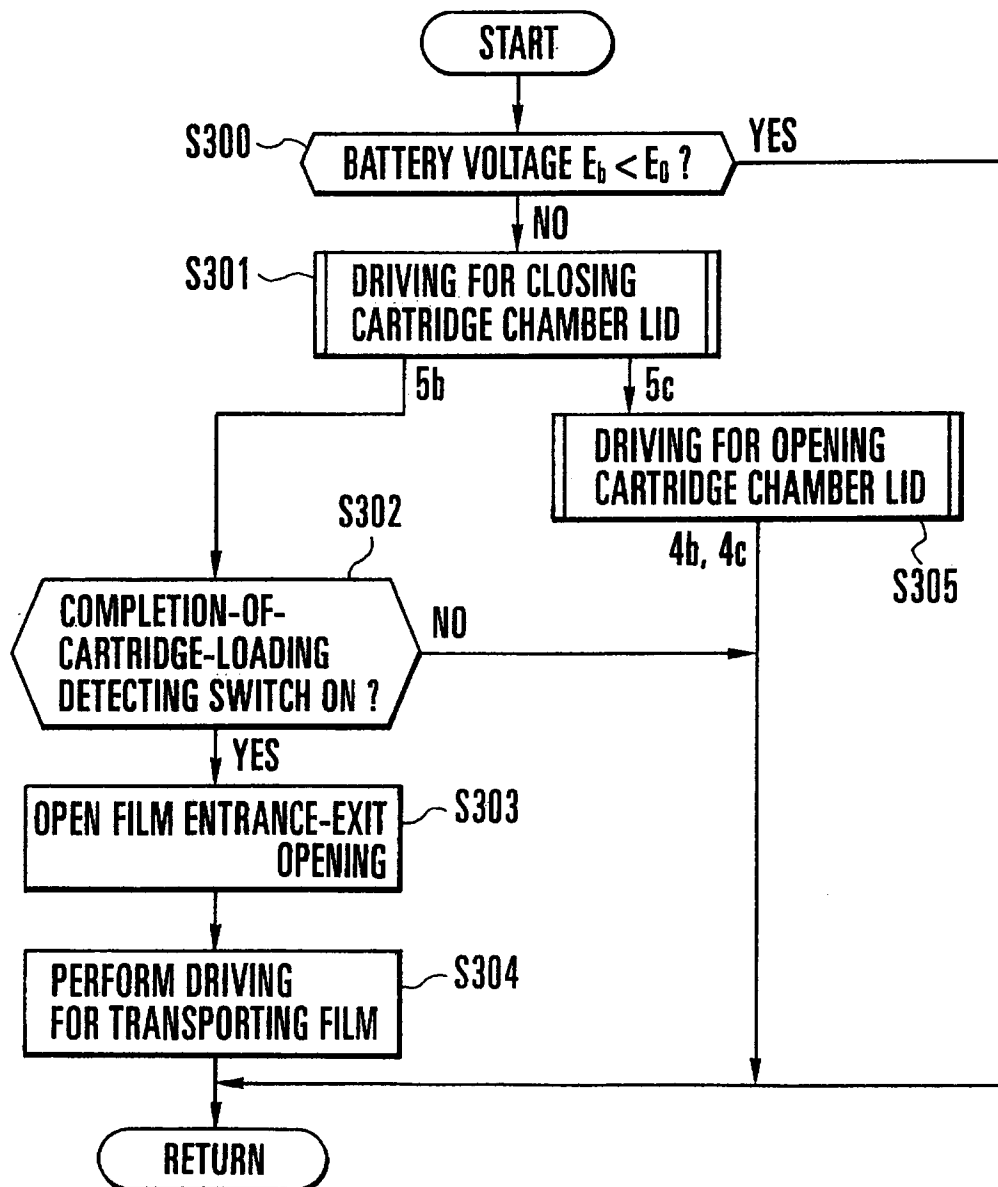 START
S300
BATTERY VOLTAGE Eb < E0 ?
YES
NO
S301
DRIVING FOR CLOSING
CARTRIDGE CHAMBER LID
5b
5c
DRIVING FOR OPENING
CARTRIDGE CHAMBER LID
S305
4b, 4c
S302
COMPLETION-OF-
CARTRIDGE-LOADING
DETECTING SWITCH ON ?
NO
YES
OPEN FILM ENTRANCE-EXIT
OPENING
S303
PERFORM DRIVING
FOR TRANSPORTING FILM
S304
RETURN